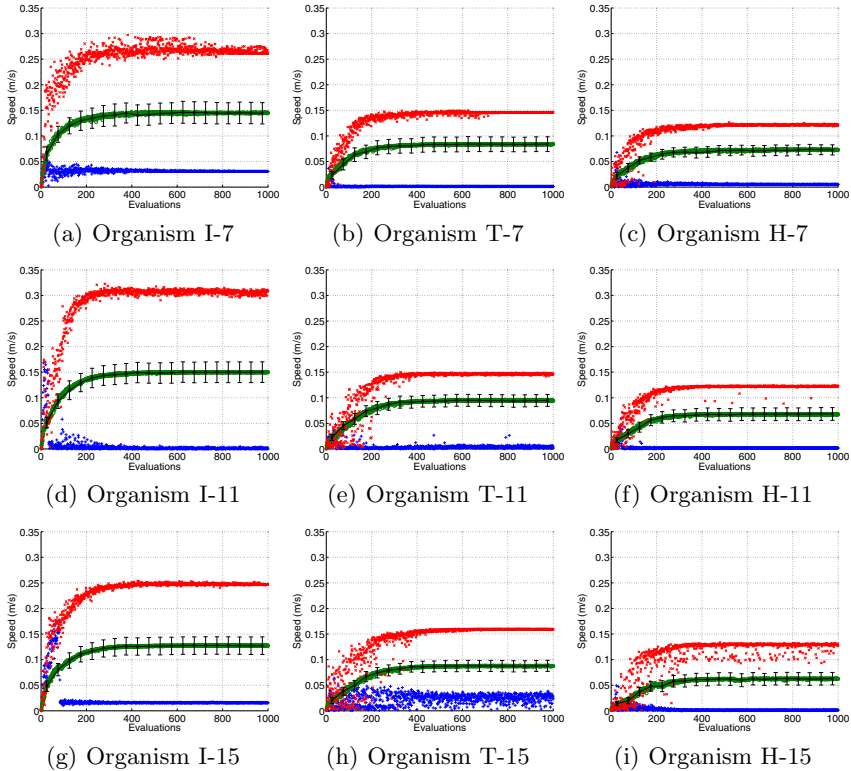 0.35
0.3
0.25
0.2
0.15
0.1
0.05
0
Speed (m/s)
0 200 400 600 800 1000
Evaluations
0.35
0.3
0.25
0.2
0.15
0.1
0.05
0
Speed (m/s)
0 200 400 600 800 1000
Evaluations
0.35
0.3
0.25
0.2
0.15
0.1
0.05
0
Speed (m/s)
0 200 400 600 800 1000
Evaluations
(a) Organism I-7
(b) Organism T-7
(c) Organism H-7
0.35
0.3
0.25
0.2
0.15
0.1
0.05
0
Speed (m/s)
0 200 400 600 800 1000
Evaluations
0.35
0.3
0.25
0.2
0.15
0.1
0.05
0
Speed (m/s)
0 200 400 600 800 1000
Evaluations
0.35
0.3
0.25
0.2
0.15
0.1
0.05
0
Speed (m/s)
0 200 400 600 800 1000
Evaluations
(d) Organism I-11
(e) Organism T-11
(f) Organism H-11
0.35
0.3
0.25
0.2
0.15
0.1
0.05
0
Speed (m/s)
0 200 400 600 800 1000
Evaluations
0.35
0.3
0.25
0.2
0.15
0.1
0.05
0
Speed (m/s)
0 200 400 600 800 1000
Evaluations
0.35
0.3
0.25
0.2
0.15
0.1
0.05
0
Speed (m/s)
0 200 400 600 800 1000
Evaluations
(g) Organism I-15
(h) Organism T-15
(i) Organism H-15